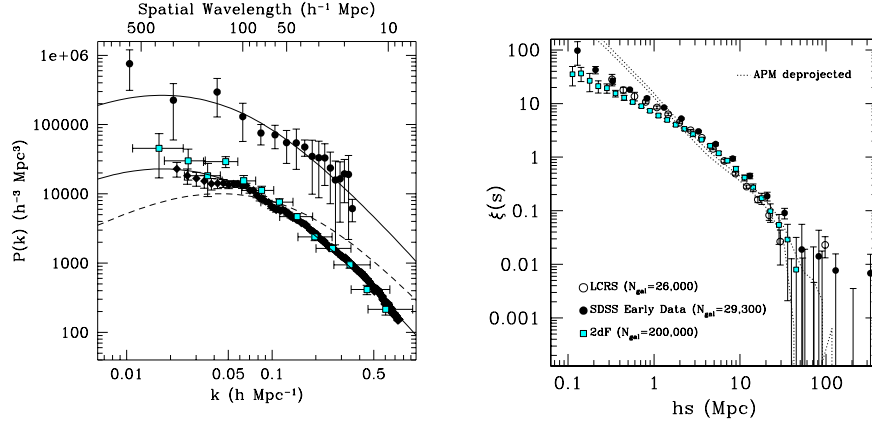 Spatial Wavelength (h⁻¹ Mpc)
500 100 50 10
1e+06
100000
10000
1000
100
P(k) (h⁻³ Mpc³)
0.01 0.05 0.1 0.5
k (h Mpc⁻¹)
100
10
1
0.1
0.01
0.001
ξ(s)
APM deprojected
LCRS (N_gal=26,000)
SDSS Early Data (N_gal=29,300)
2dF (N_gal=200,000)
0.1 1 10 100
hs (Mpc)